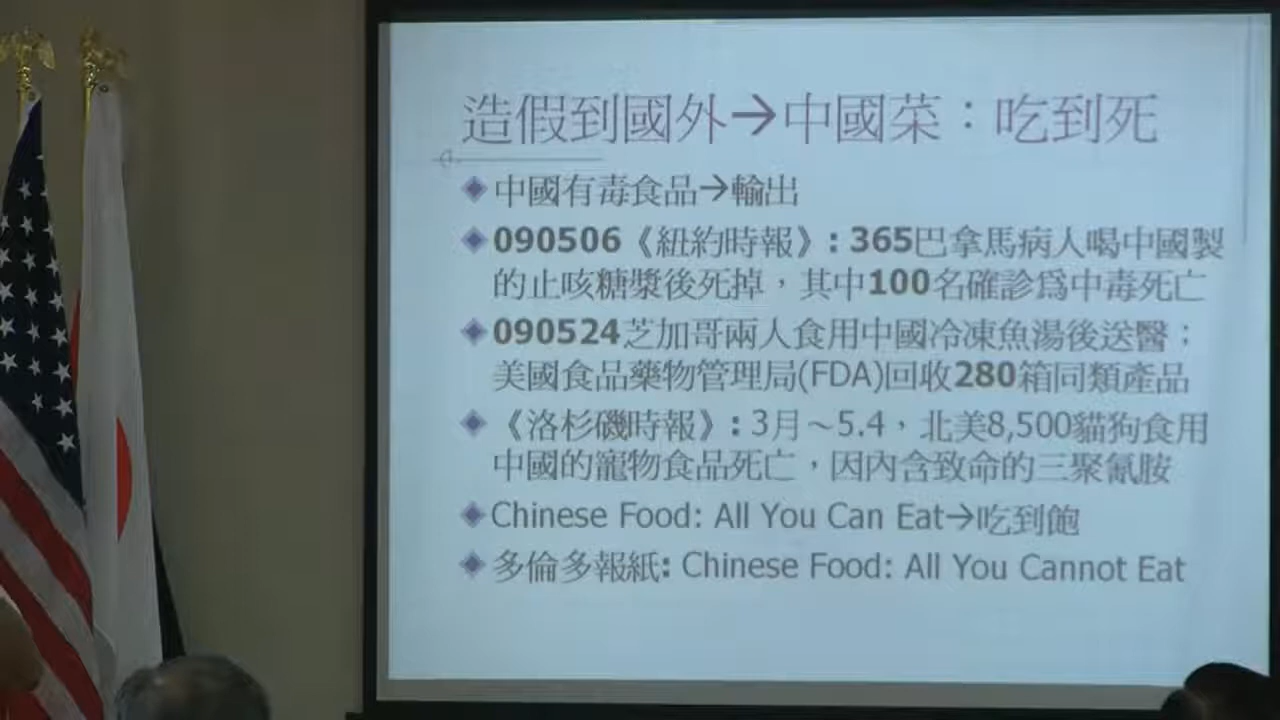 造假到國外→中國菜：吃到死
中國有毒食品→輸出
090506《紐約時報》: 365巴拿馬病人喝中國製
的止咳糖漿後死掉，其中100名確診爲中毒死亡
090524芝加哥兩人食用中國冷凍魚湯後送醫；
美國食品藥物管理局(FDA)回收280箱同類產品
《洛杉磯時報》: 3月～5.4，北美8,500貓狗食用
中國的寵物食品死亡，因內含致命的三聚氰胺
Chinese Food: All You Can Eat→吃到飽
多倫多報紙: Chinese Food: All You Cannot Eat